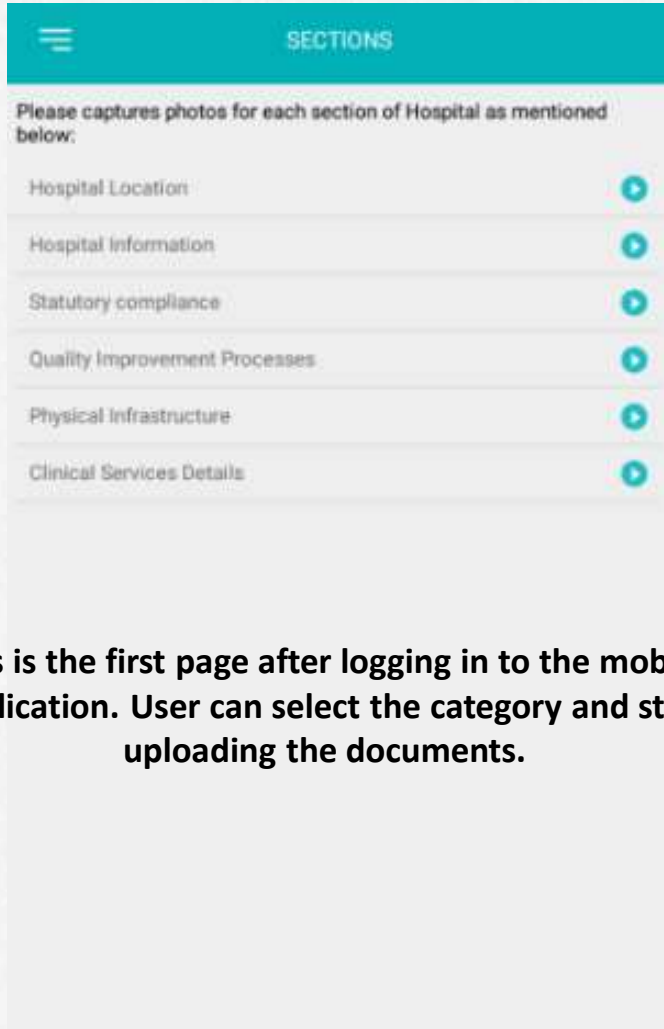 SECTIONS
Please captures photos for each section of Hospital as mentioned
below:
Hospital Location
Hospital Information
Statutory compliance
Quality Improvement Processes
Physical Infrastructure
Clinical Services Details
s is the first page after logging in to the mob
lication. User can select the category and st
uploading the documents.